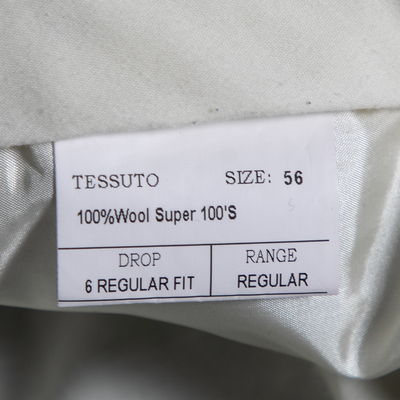 TESSUTO SIZE: 56
100%Wool Super 100'S
DROP RANGE
6 REGULAR FIT REGULAR